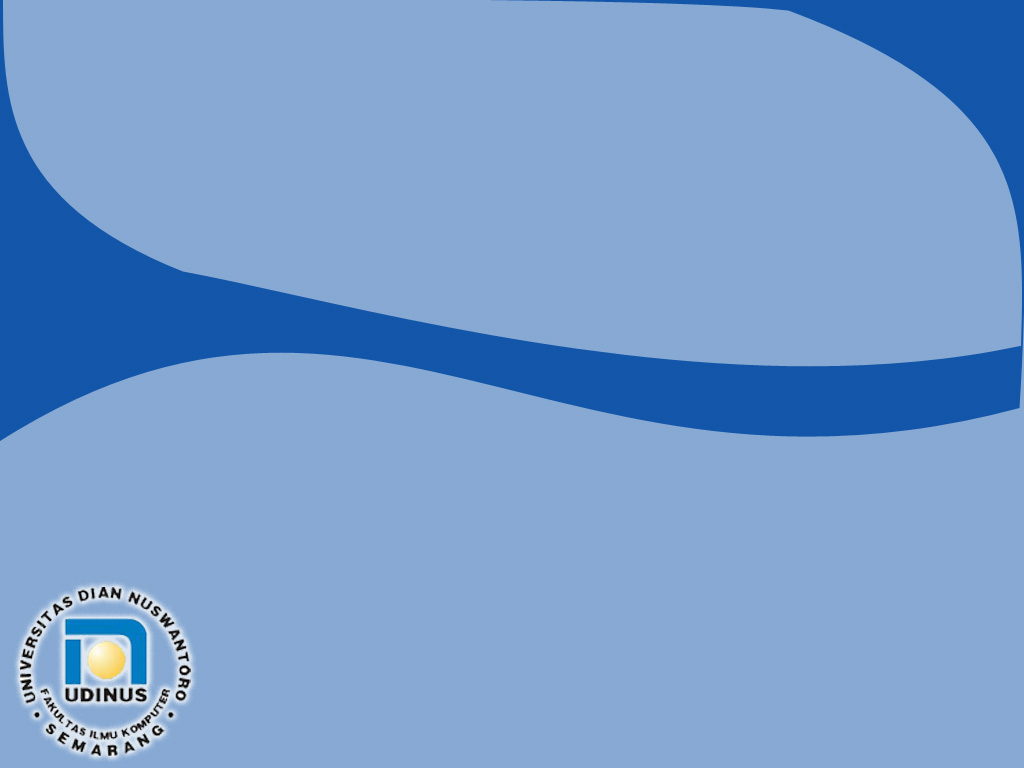 UNIVERSITAS DIAN NUSWANTORO
UDINUS
FAKULTAS ILMU KOMPUTER
SEMARANG